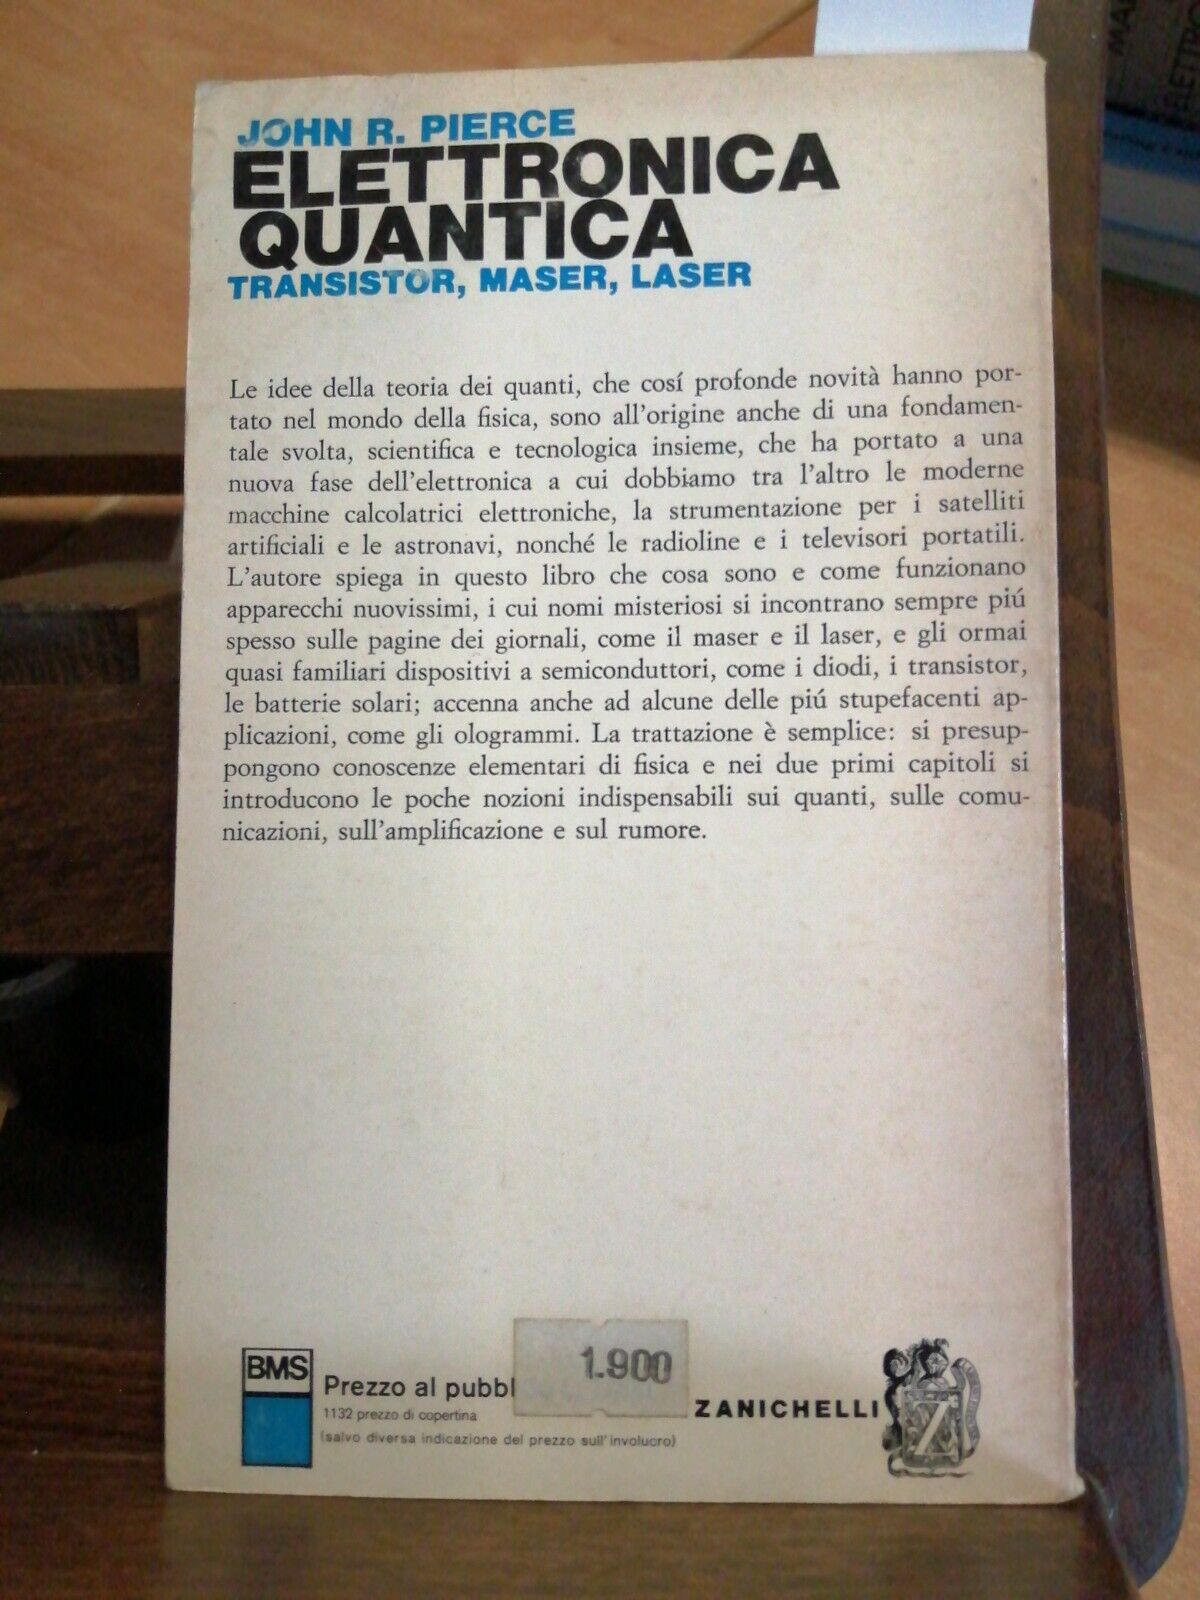 JOHN R. PIERCE
ELETTRONICA
QUANTICA
TRANSISTOR, MASER, LASER
Le idee della teoria dei quanti, che cosí profonde novità hanno por-
tato nel mondo della fisica, sono all'origine anche di una fondamen-
tale svolta, scientifica e tecnologica insieme, che ha portato a una
nuova fase dell'elettronica a cui dobbiamo tra l'altro le moderne
macchine calcolatrici elettroniche, la strumentazione per i satelliti
artificiali e le astronavi, nonché le radioline e i televisori portatili.
L'autore spiega in questo libro che cosa sono e come funzionano
apparecchi nuovissimi, i cui nomi misteriosi si incontrano sempre piú
spesso sulle pagine dei giornali, come il maser e il laser, e gli ormai
quasi familiari dispositivi a semiconduttori, come i diodi, i transistor,
le batterie solari; accenna anche ad alcune delle piú stupefacenti ap-
plicazioni, come gli ologrammi. La trattazione è semplice: si presup-
pongono conoscenze elementari di fisica e nei due primi capitoli si
introducono le poche nozioni indispensabili sui quanti, sulle comu-
nicazioni, sull'amplificazione e sul rumore.
BMS
Prezzo al pubbl
1.900
1132 prezzo di copertina
(salvo diversa indicazione del prezzo sull'involucro)
ZANICHELLI
Z